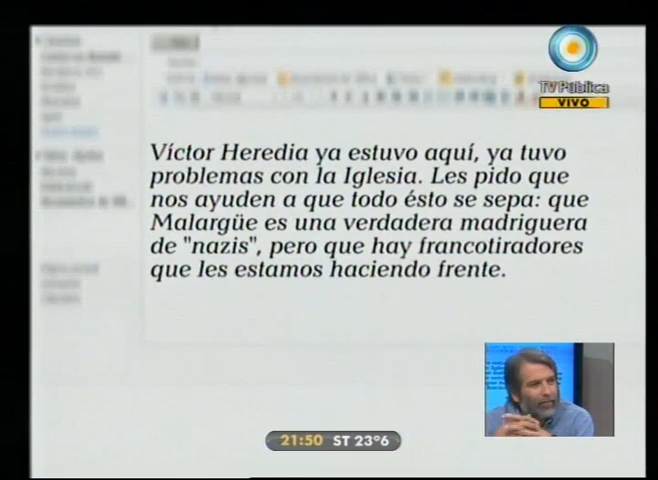 TV Pública
VIVO
Víctor Heredia ya estuvo aquí, ya tuvo
problemas con la Iglesia. Les pido que
nos ayuden a que todo ésto se sepa: que
Malargüe es una verdadera madriguera
de "nazis", pero que hay francotiradores
que les estamos haciendo frente.
21:50 ST 23º6